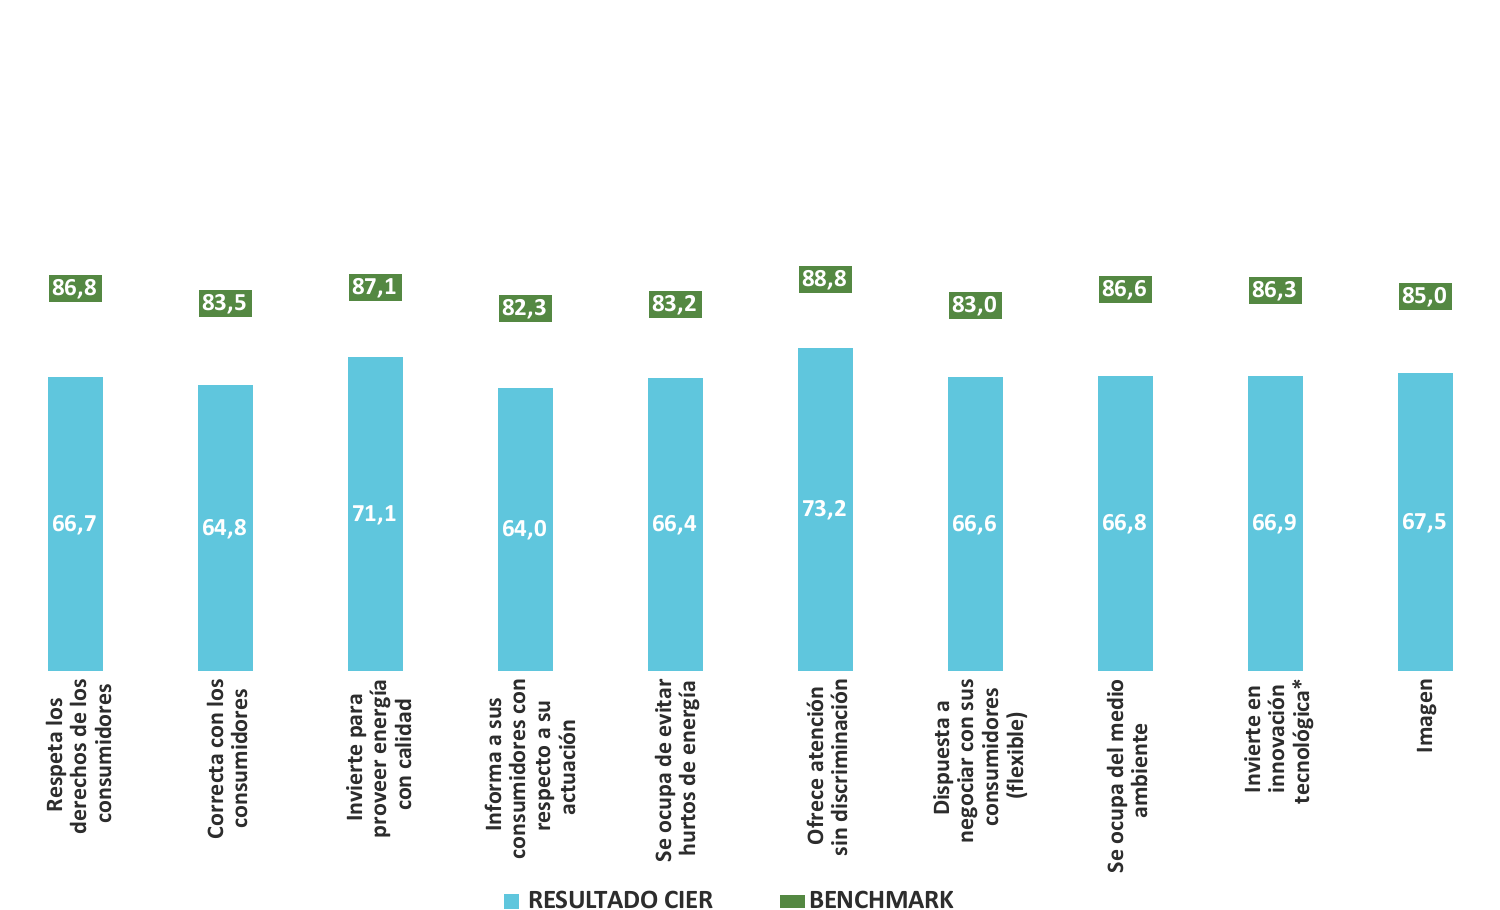 86,8
83,5
87,1
82,3
83,2
88,8
83,0
86,6
86,3
85,0
66,7
64,8
71,1
64,0
66,4
73,2
66,6
66,8
66,9
67,5
Respeta los
derechos de los
consumidores
Correcta con los
consumidores
Invierte para
proveer energía
con calidad
Informa a sus
consumidores con
respecto a su
actuación
Se ocupa de evitar
hurtos de energía
Ofrece atención
sin discriminación
Dispuesta a
negociar con sus
consumidores
(flexible)
Se ocupa del medio
ambiente
Invierte en
innovación
tecnológica*
Imagen
RESULTADO CIER
BENCHMARK